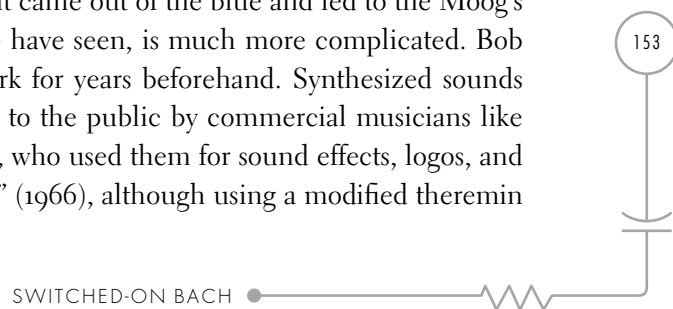 it came out of the blue and led to the Moog's
have seen, is much more complicated. Bob
rk for years beforehand. Synthesized sounds
to the public by commercial musicians like
, who used them for sound effects, logos, and
” (1966), although using a modified theremin
153
SWITCHED-ON BACH